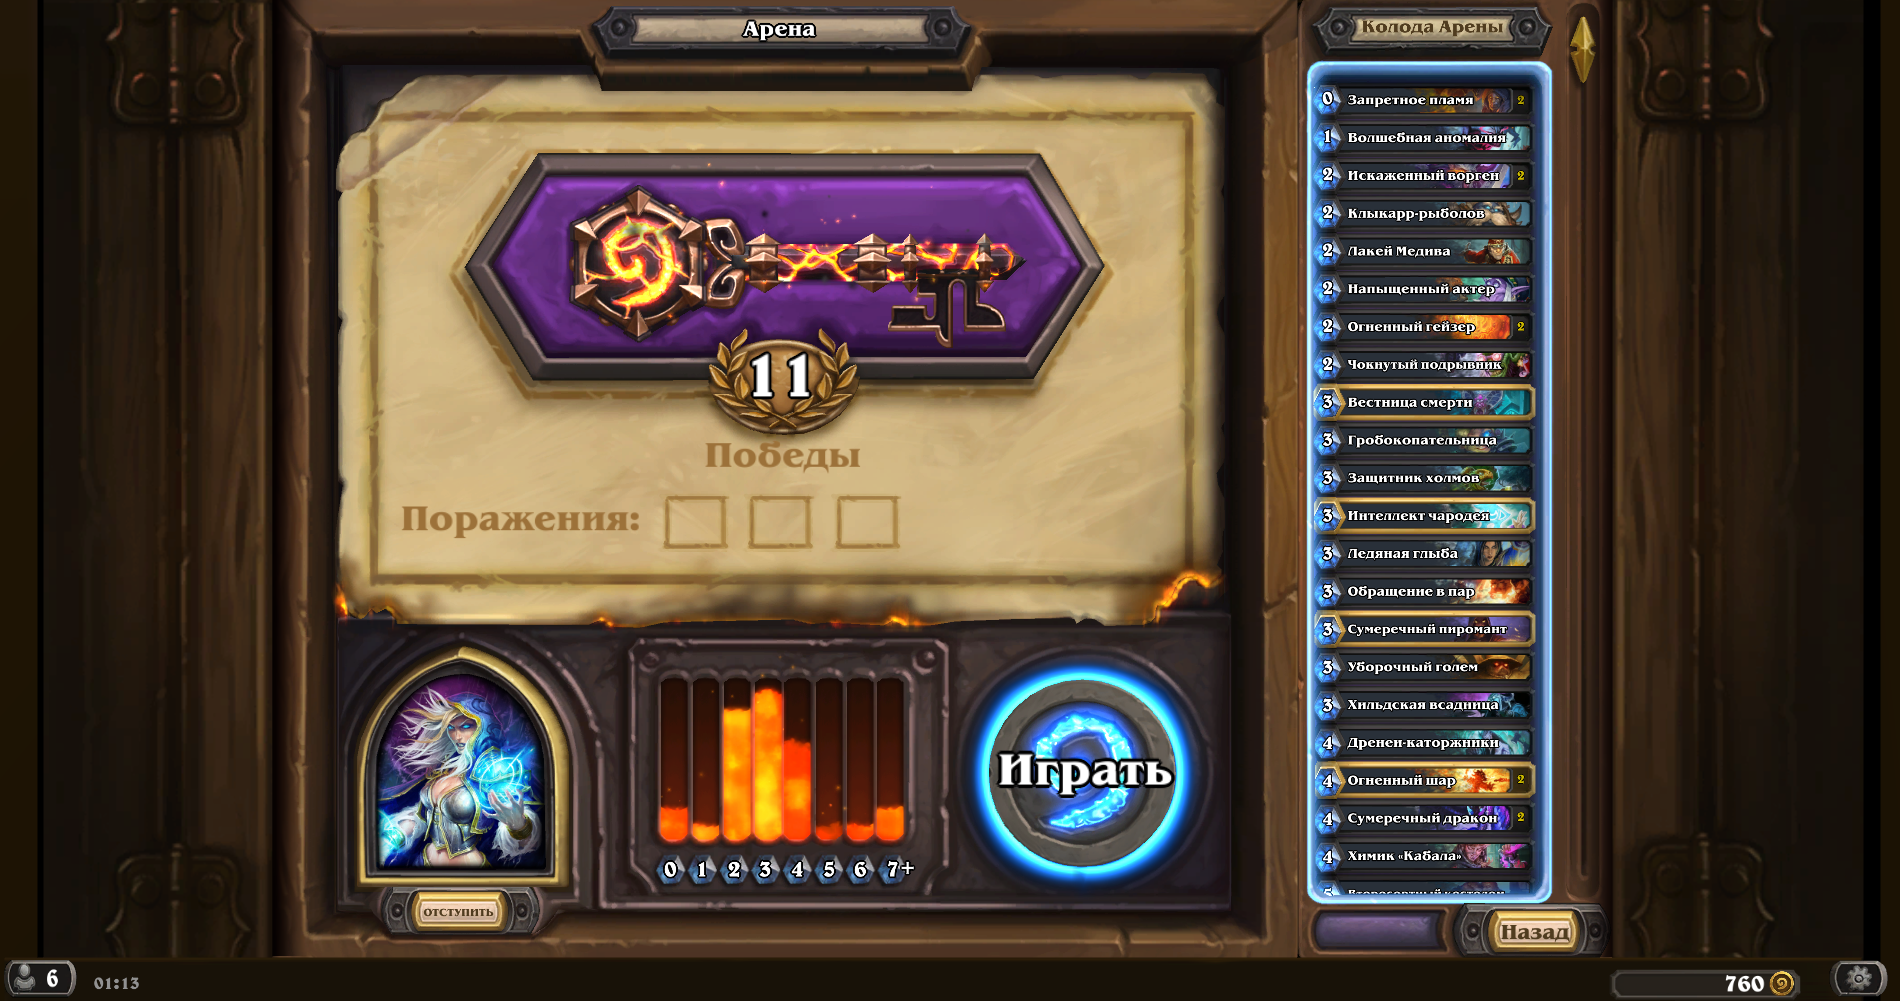 Арена
11
Победы
Поражения:
0 1 2 3 4 5 6 7+
Играть
отступить
Колода Арены
0 Запретное пламя 2
1 Волшебная аномалия
2 Искаженный ворген 2
2 Клыкарр-рыболов
2 Лакей Медива
2 Напыщенный актер
2 Огненный гейзер 2
2 Чокнутый подрывник
3 Вестница смерти
3 Гробокопательница
3 Защитник холмов
3 Интеллект чародея
3 Ледяная глыба
3 Обращение в пар
3 Сумеречный пиромант
3 Уборочный голем
3 Хильдская всадница
4 Дренеи-каторжники
4 Огненный шар 2
4 Сумеречный дракон 2
4 Химик «Кабала»
5
Назад
6
01:13
760